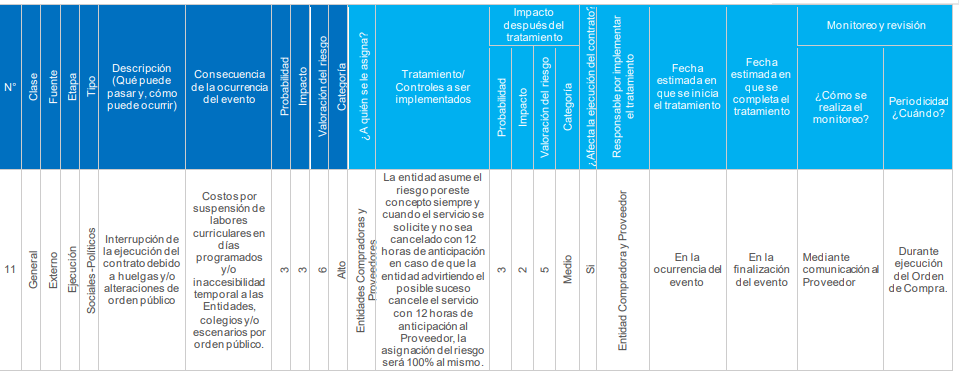 N°
Clase
Fuente
Etapa
Tipo
Descripción
(Qué puede
pasar y, cómo
puede ocurrir)
Consecuencia
de la ocurrencia
del evento
Probabilidad
Impacto
Valoración del riesgo
Categoría
¿A quién se le asigna?
Tratamiento/
Controles a ser
implementados
Impacto
después del
tratamiento
Probabilidad
Impacto
Valoración del riesgo
Categoría
¿Afecta la ejecución del contrato?
Responsable por implementar
el tratamiento
Fecha
estimada en
que se inicia
el tratamiento
Fecha
estimada en
que se
completa el
tratamiento
Monitoreo y revisión
¿Cómo se
realiza el
monitoreo?
Periodicidad
¿Cuándo?
11
General
Externo
Ejecución
Sociales -Políticos
Interrupción de
la ejecución del
contrato debido
a huelgas y/o
alteraciones de
orden público
Costos por
suspensión de
labores
curriculares en
días
programados
y/o
inaccesibilidad
temporal a las
Entidades,
colegios y/o
escenarios por
orden público.
3
3
6
Alto
Entidades Compradoras y
Proveedores
La entidad asume el
riesgo por este
concepto siempre y
cuando el servicio se
solicite y no sea
cancelado con 12
horas de anticipación
en caso de que la
entidad advirtiendo el
posible suceso
cancele el servicio
con 12 horas de
anticipación al
Proveedor, la
asignación del riesgo
será 100% al mismo.
3
2
5
Medio
Si
Entidad Compradora y Proveedor
En la
ocurrencia del
evento
En la
finalización
del evento
Mediante
comunicación al
Proveedor
Durante
ejecución
del Orden
de Compra.